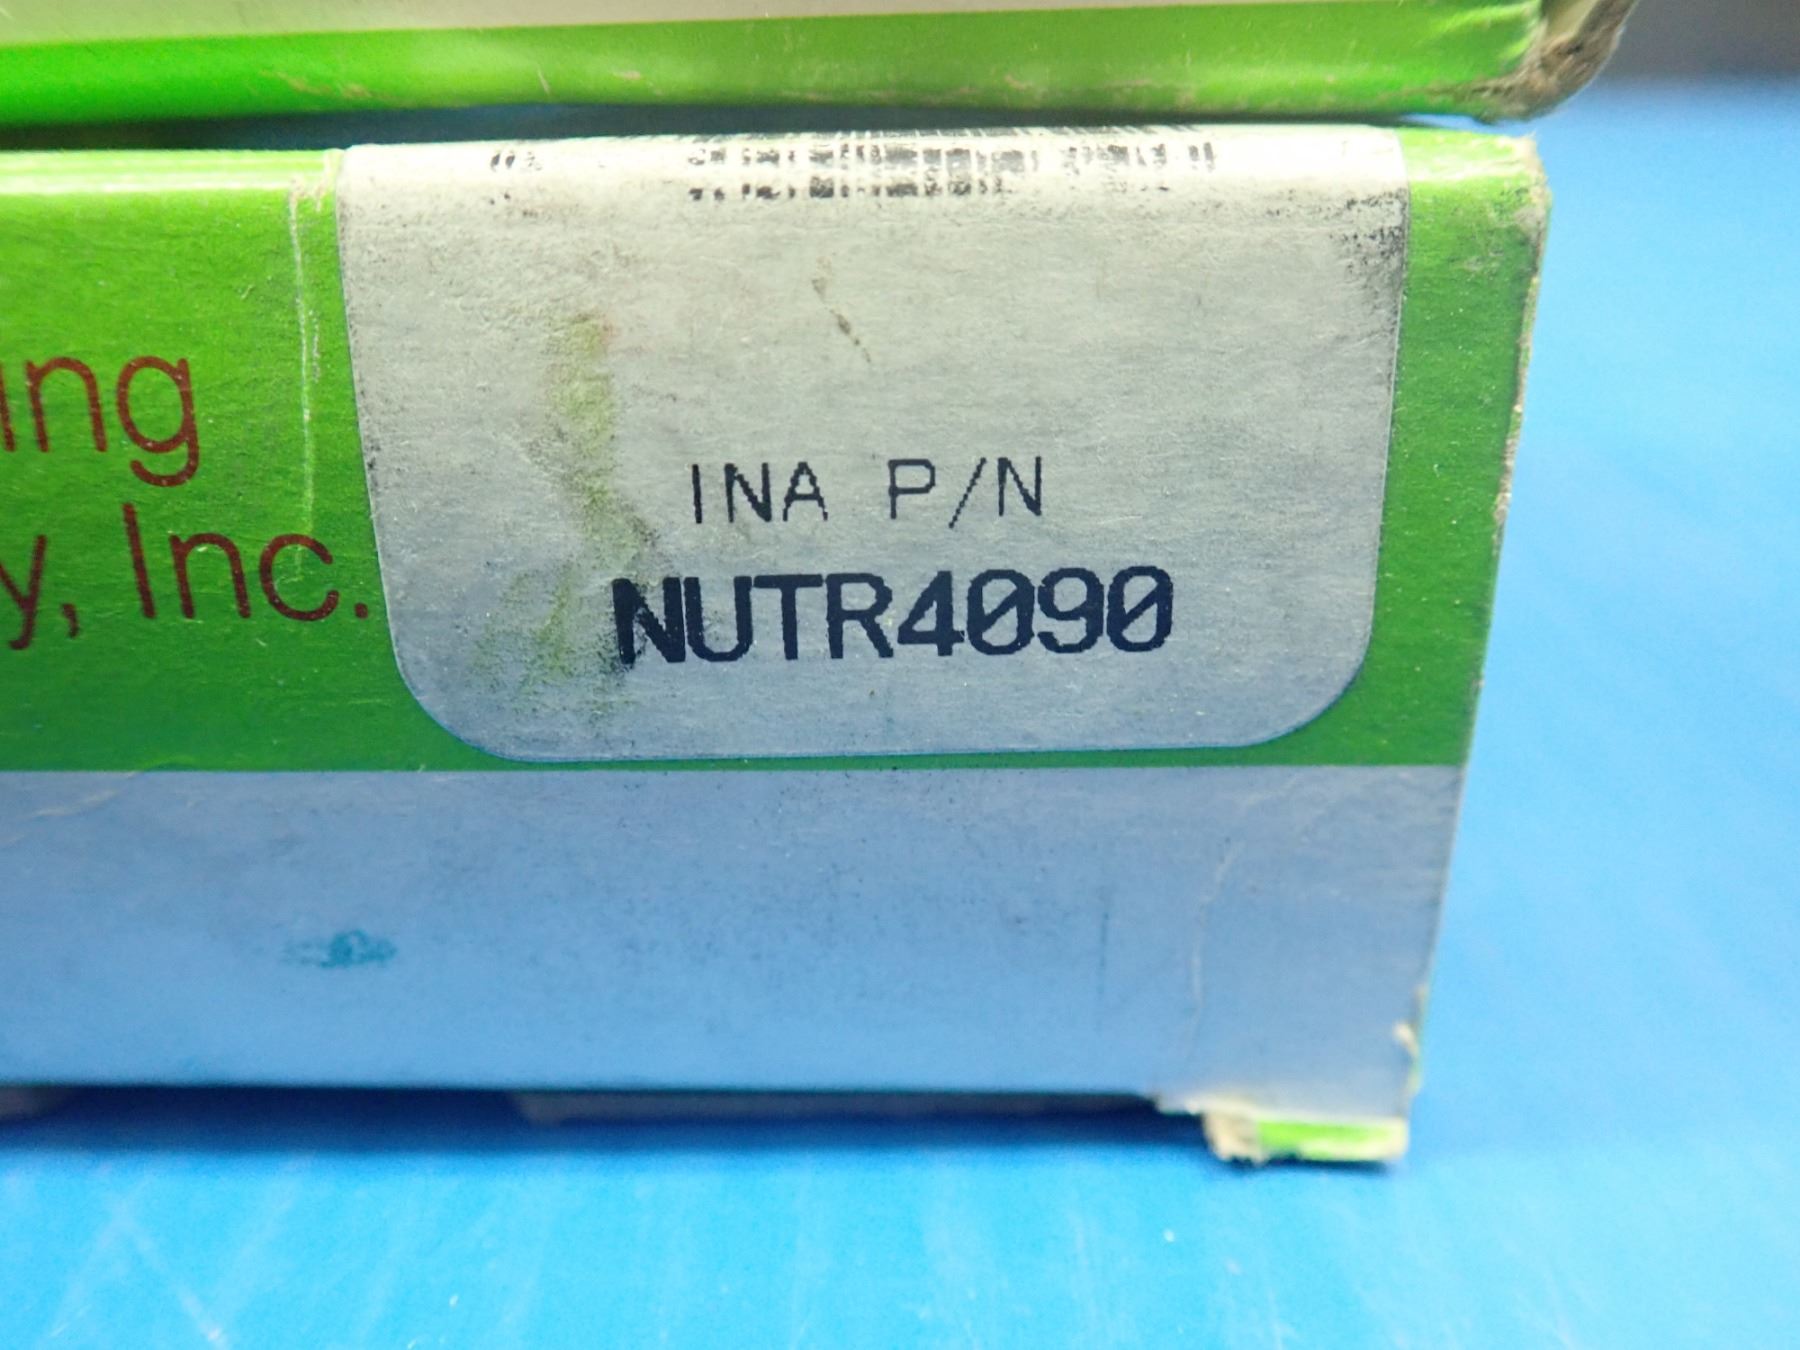 ing
y, Inc.
INA P/N
NUTR4090